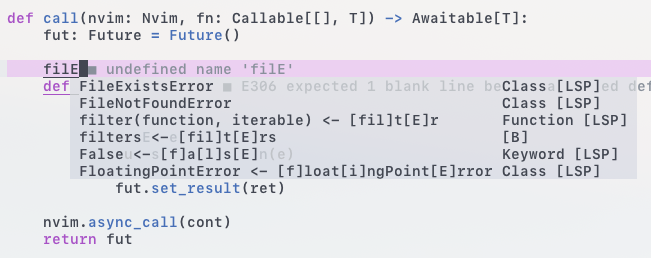 def call(nvim: Nvim, fn: Callable[[], T]) -> Awaitable[T]:
fut: Future = Future()
filE ■ undefined name 'filE'
def FileExistsError ■ E306 expected 1 blank line be Class [LSP] ed def
FileNotFoundError Class [LSP]
filter(function, iterable) <- [fil]t[E]r Function [LSP]
filters <- [fil]t[E]rs [B]
False <- [f]a[l]s[E] n(e) Keyword [LSP]
FloatingPointError <- [f]loat[i]ngPoint[E]rror Class [LSP]
fut.set_result(ret)
nvim.async_call(cont)
return fut